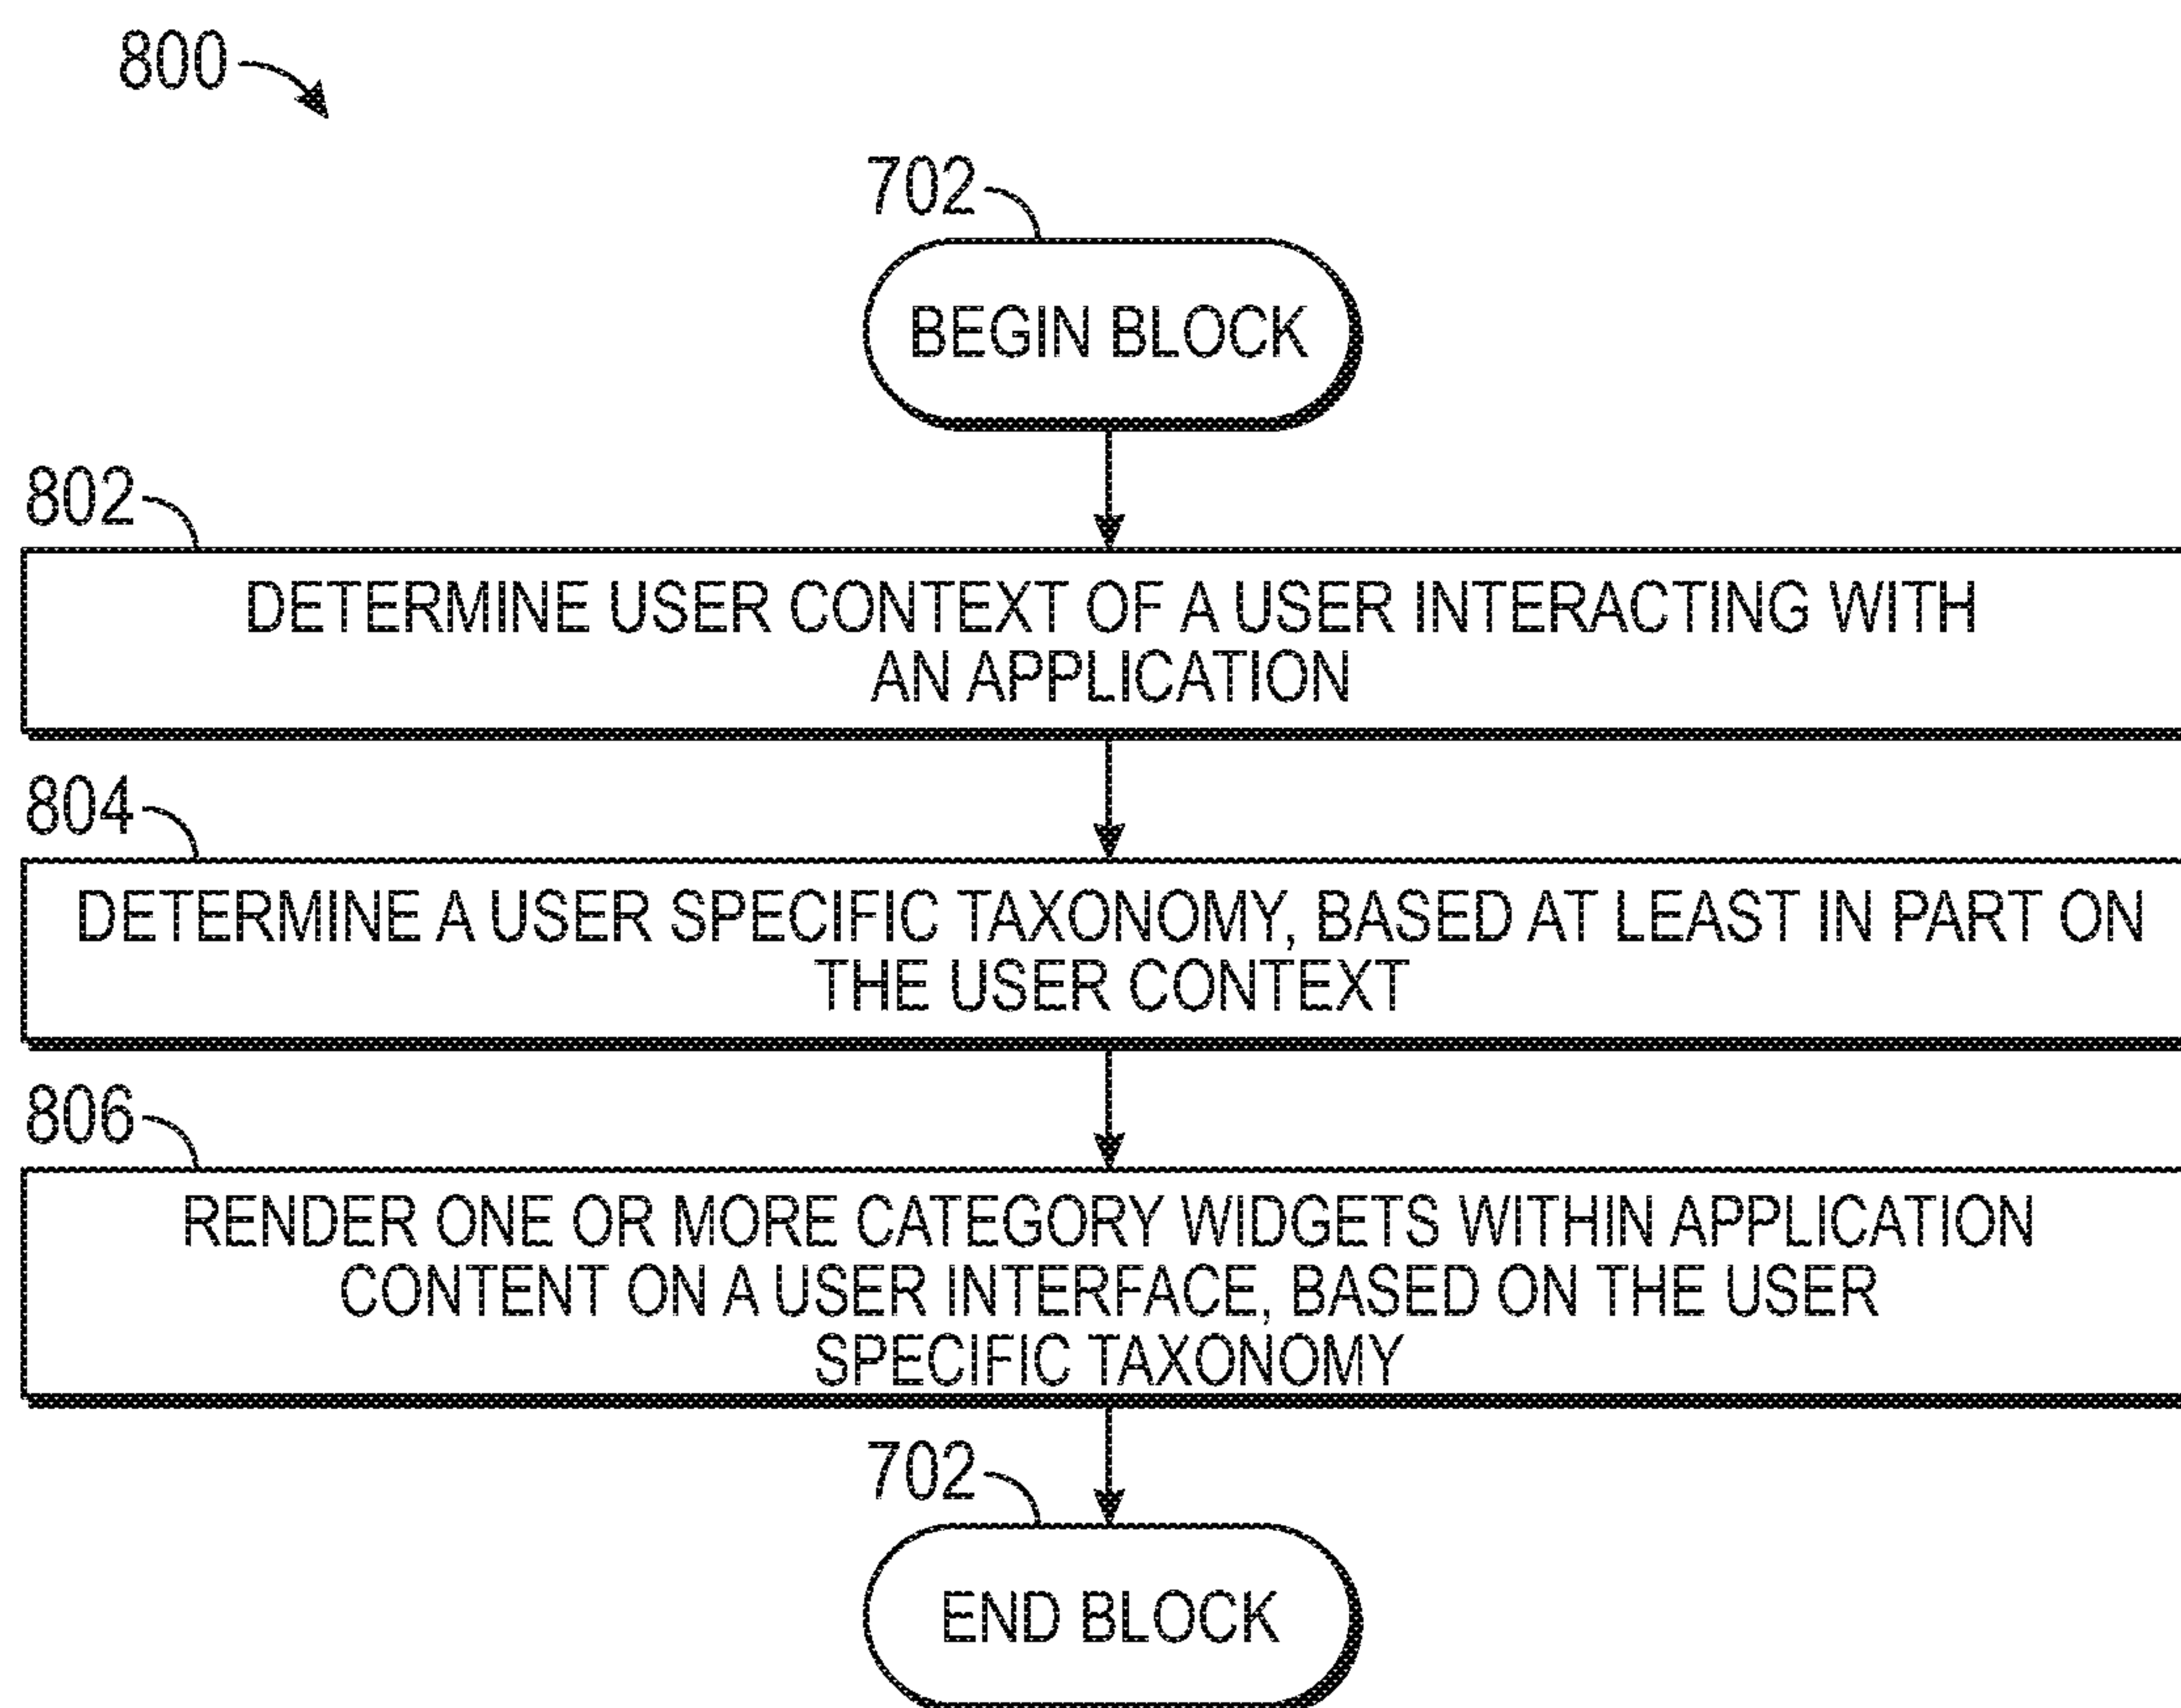 800
702
BEGIN BLOCK
802
DETERMINE USER CONTEXT OF A USER INTERACTING WITH
AN APPLICATION
804
DETERMINE A USER SPECIFIC TAXONOMY, BASED AT LEAST IN PART ON
THE USER CONTEXT
806
RENDER ONE OR MORE CATEGORY WIDGETS WITHIN APPLICATION
CONTENT ON A USER INTERFACE, BASED ON THE USER
SPECIFIC TAXONOMY
702
END BLOCK